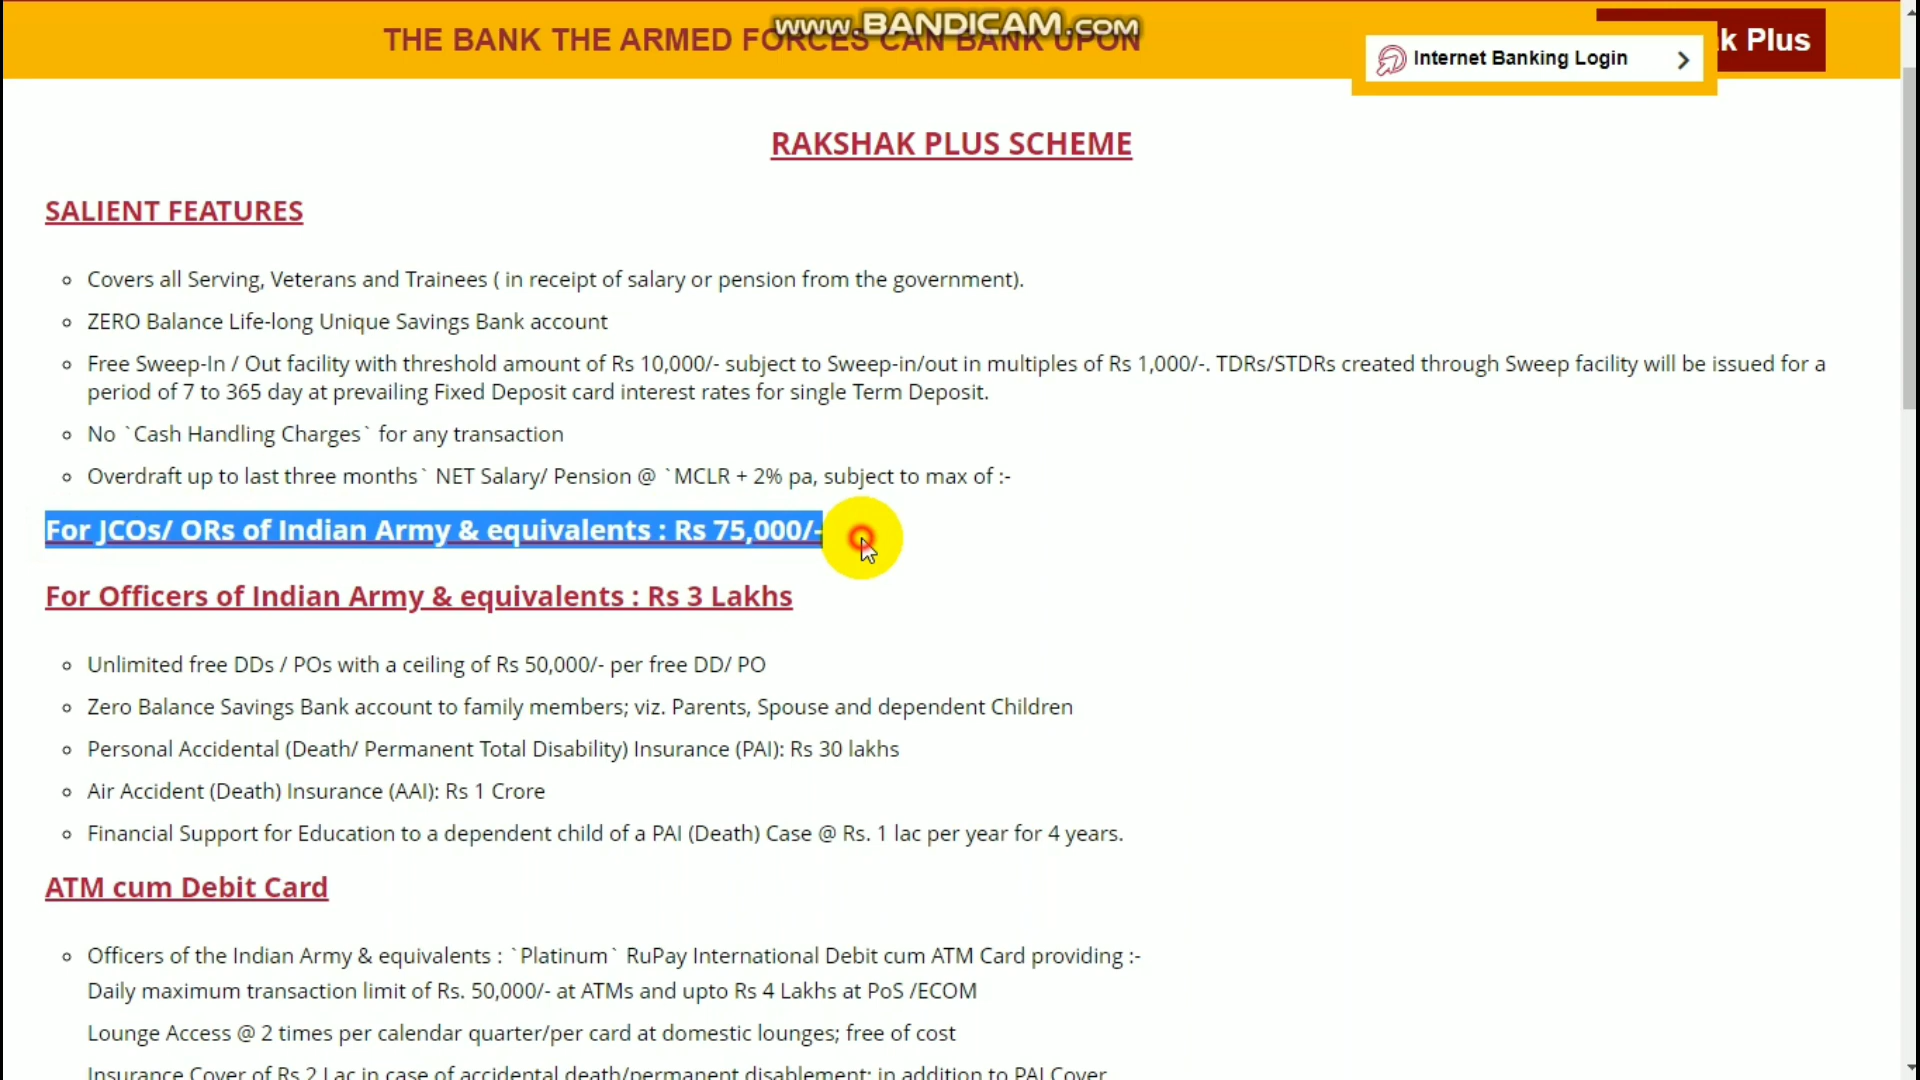 www.BANDICAM.com
THE BANK THE ARMED FORCES CAN BANK UPON
k Plus
Internet Banking Login
RAKSHAK PLUS SCHEME
SALIENT FEATURES
Covers all Serving, Veterans and Trainees ( in receipt of salary or pension from the government).
ZERO Balance Life-long Unique Savings Bank account
Free Sweep-In / Out facility with threshold amount of Rs 10,000/- subject to Sweep-in/out in multiples of Rs 1,000/-. TDRs/STDRs created through Sweep facility will be issued for a
period of 7 to 365 day at prevailing Fixed Deposit card interest rates for single Term Deposit.
No `Cash Handling Charges` for any transaction
Overdraft up to last three months` NET Salary/ Pension @ `MCLR + 2% pa, subject to max of :-
For JCOs/ ORs of Indian Army & equivalents : Rs 75,000/-
For Officers of Indian Army & equivalents : Rs 3 Lakhs
Unlimited free DDs / POs with a ceiling of Rs 50,000/- per free DD/ PO
Zero Balance Savings Bank account to family members; viz. Parents, Spouse and dependent Children
Personal Accidental (Death/ Permanent Total Disability) Insurance (PAI): Rs 30 lakhs
Air Accident (Death) Insurance (AAI): Rs 1 Crore
Financial Support for Education to a dependent child of a PAI (Death) Case @ Rs. 1 lac per year for 4 years.
ATM cum Debit Card
Officers of the Indian Army & equivalents : `Platinum` RuPay International Debit cum ATM Card providing :-
Daily maximum transaction limit of Rs. 50,000/- at ATMs and upto Rs 4 Lakhs at PoS /ECOM
Lounge Access @ 2 times per calendar quarter/per card at domestic lounges; free of cost
Insurance Cover of Rs 2 Lac in case of accidental death/permanent disablement; in addition to PAI Cover